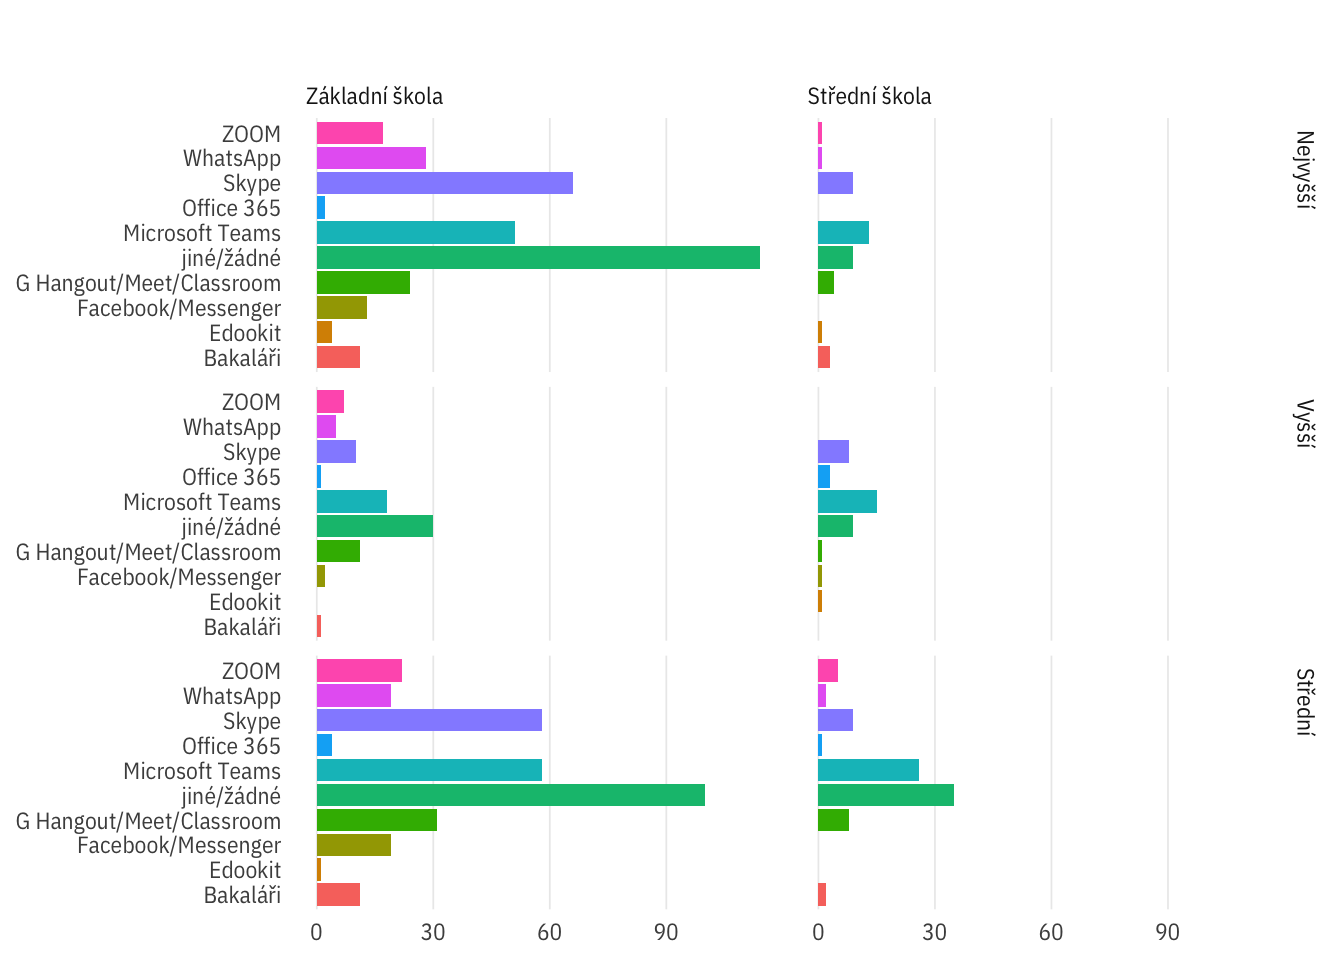 Základní škola
Střední škola
ZOOM
WhatsApp
Skype
Office 365
Microsoft Teams
jiné/žádné
G Hangout/Meet/Classroom
Facebook/Messenger
Edookit
Bakaláři
Nejvyšší
ZOOM
WhatsApp
Skype
Office 365
Microsoft Teams
jiné/žádné
G Hangout/Meet/Classroom
Facebook/Messenger
Edookit
Bakaláři
Vyšší
ZOOM
WhatsApp
Skype
Office 365
Microsoft Teams
jiné/žádné
G Hangout/Meet/Classroom
Facebook/Messenger
Edookit
Bakaláři
Střední
0 30 60 90
0 30 60 90